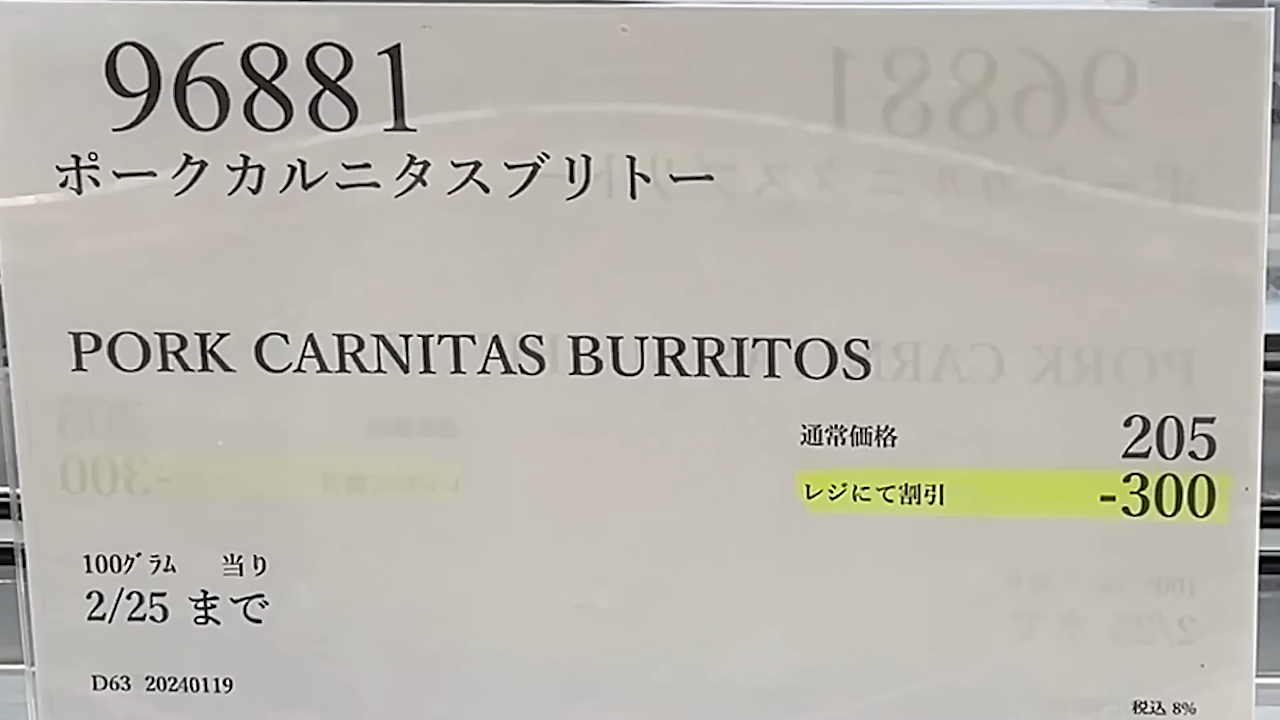 96881
ポークカルニタスブリトー
PORK CARNITAS BURRITOS
通常価格 205
レジにて割引 -300
100ｸﾞﾗﾑ 当り
2/25 まで
D63 20240119
税込 8%